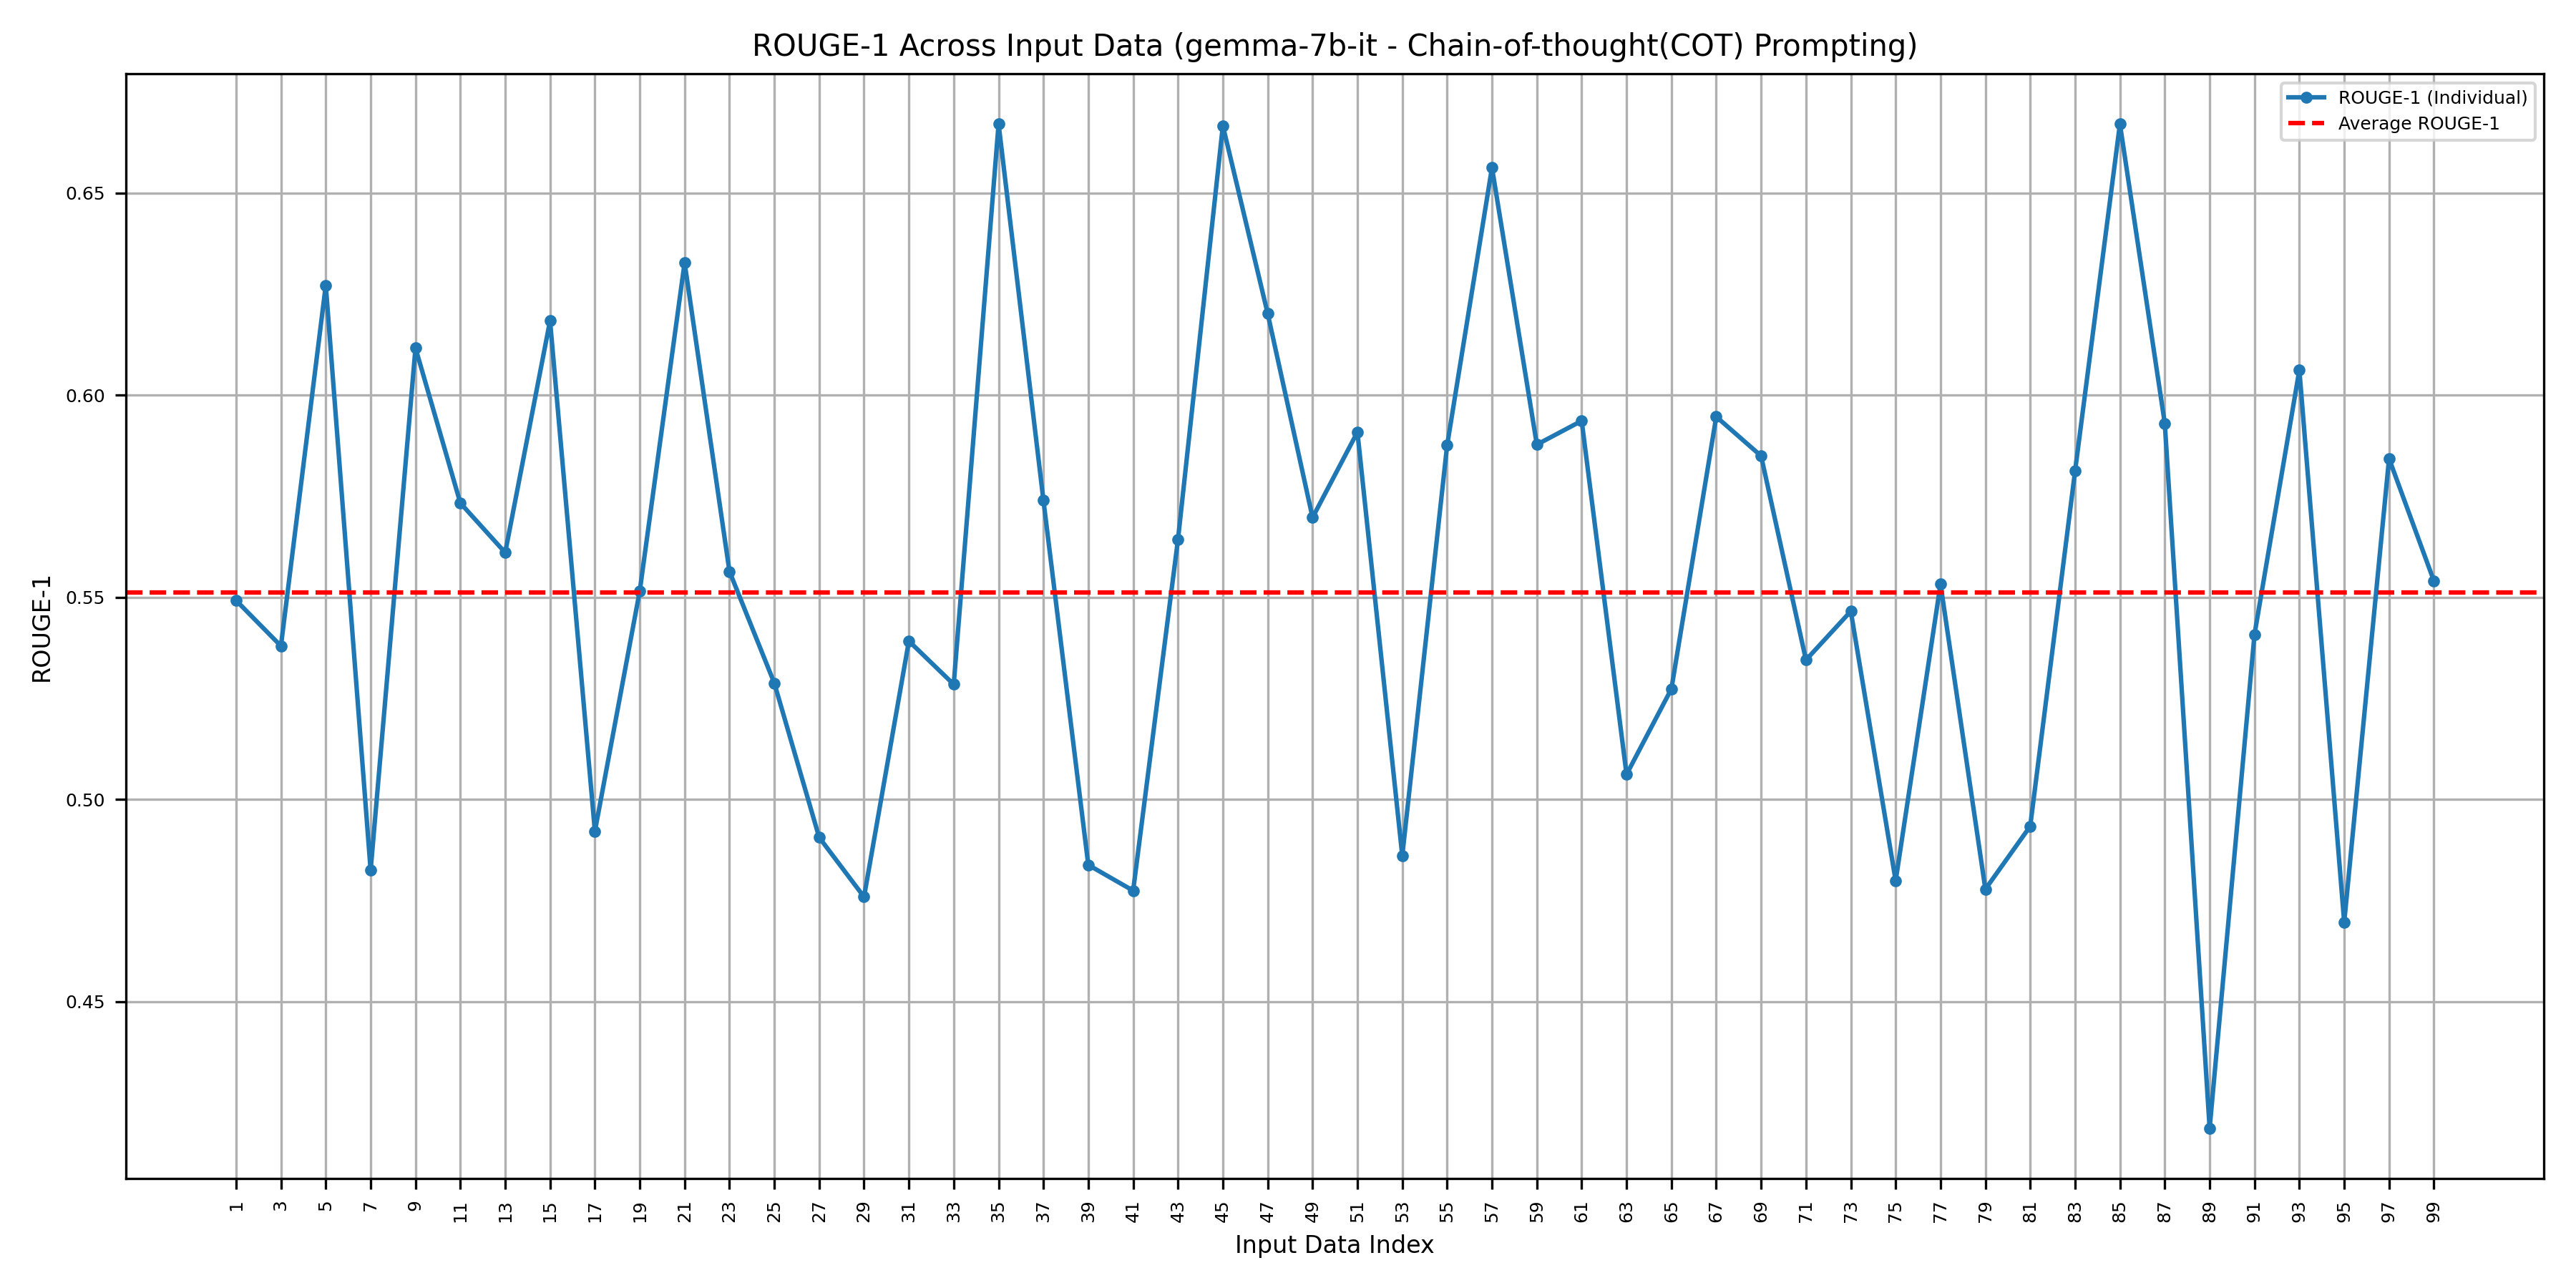 ROUGE-1 Across Input Data (gemma-7b-it - Chain-of-thought(COT) Prompting)
ROUGE-1 (Individual)
Average ROUGE-1
ROUGE-1
0.65
0.60
0.55
0.50
0.45
1 3 5 7 9 11 13 15 17 19 21 23 25 27 29 31 33 35 37 39 41 43 45 47 49 51 53 55 57 59 61 63 65 67 69 71 73 75 77 79 81 83 85 87 89 91 93 95 97 99
Input Data Index